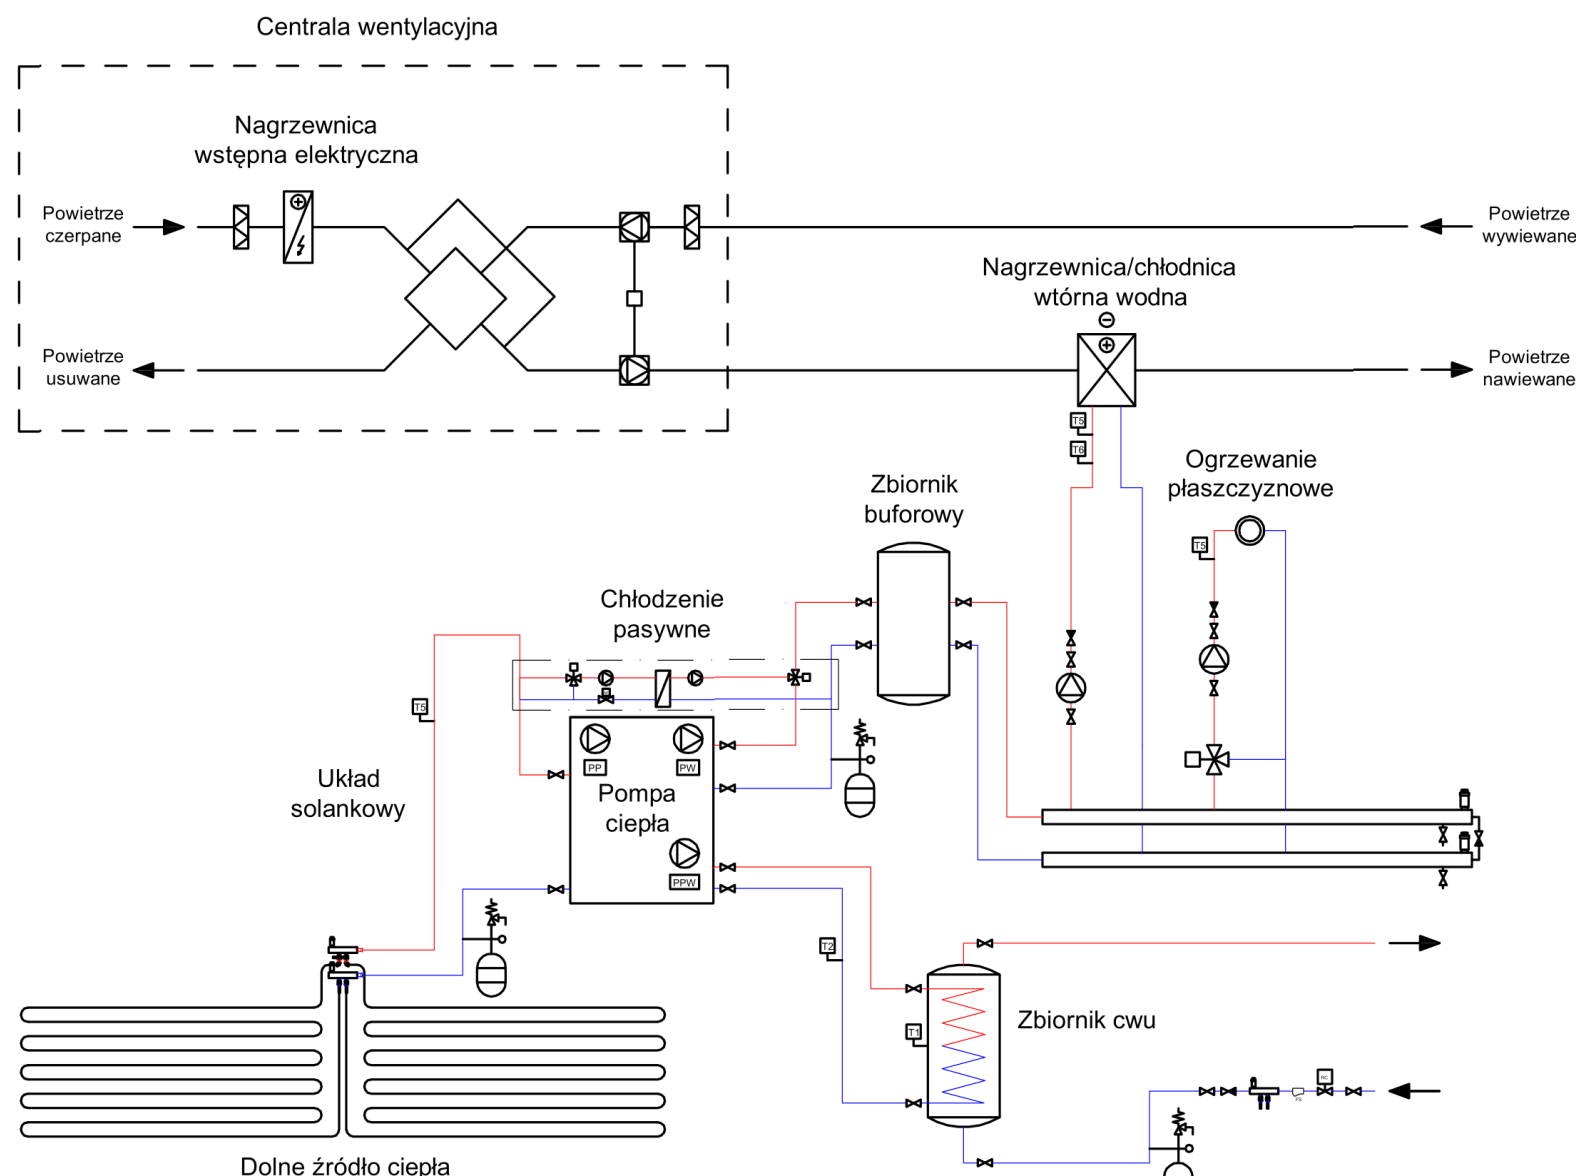 Centrala wentylacyjna
Nagrzewnica
wstępna elektryczna
Powietrze
czerpane
Powietrze
wywiewane
Nagrzewnica/chłodnica
wtórna wodna
Powietrze
usuwane
Powietrze
nawiewane
T5
T6
Ogrzewanie
płaszczyznowe
Zbiornik
buforowy
T5
Chłodzenie
pasywne
T5
Układ
solankowy
PP
PW
Pompa
ciepła
PPW
T2
Zbiornik cwu
T1
RC
FS
Dolne źródło ciepła